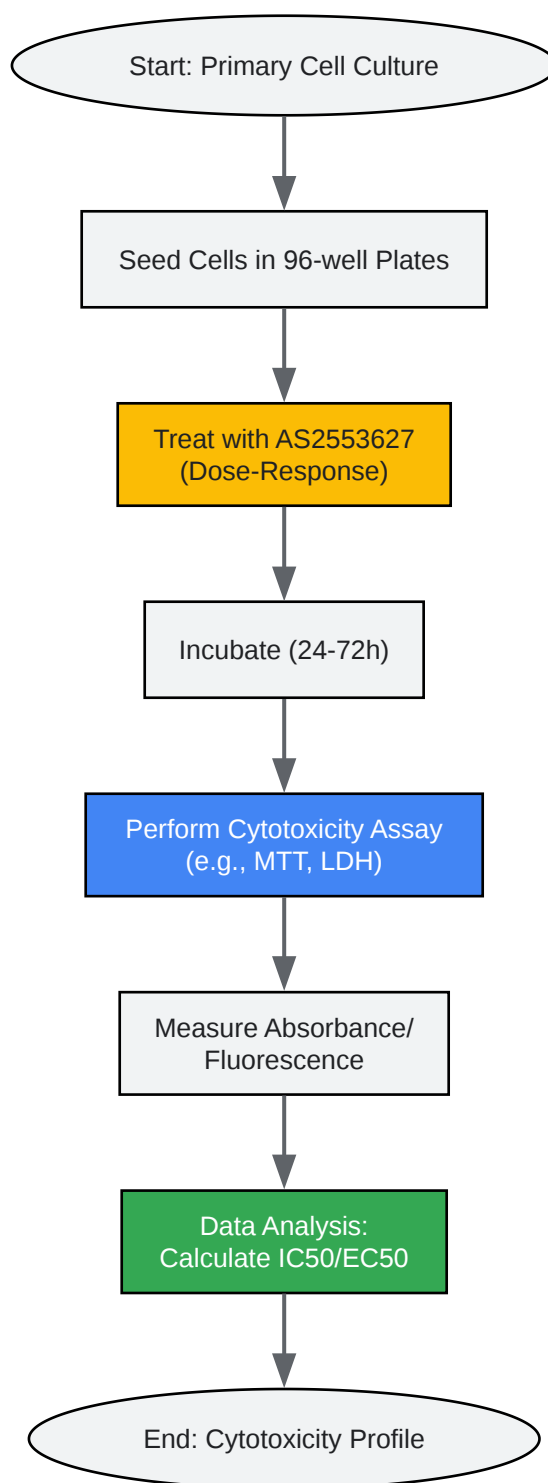 Start: Primary Cell Culture
Seed Cells in 96-well Plates
Treat with AS2553627
(Dose-Response)
Incubate (24-72h)
Perform Cytotoxicity Assay
(e.g., MTT, LDH)
Measure Absorbance/
Fluorescence
Data Analysis:
Calculate IC50/EC50
End: Cytotoxicity Profile